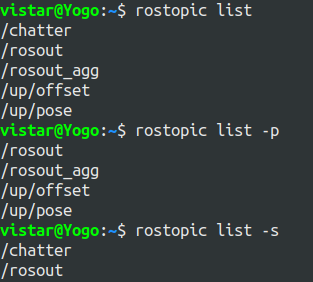 vistar@Yogo:~$ rostopic list
/chatter
/rosout
/rosout_agg
/up/offset
/up/pose
vistar@Yogo:~$ rostopic list -p
/rosout
/rosout_agg
/up/offset
/up/pose
vistar@Yogo:~$ rostopic list -s
/chatter
/rosout